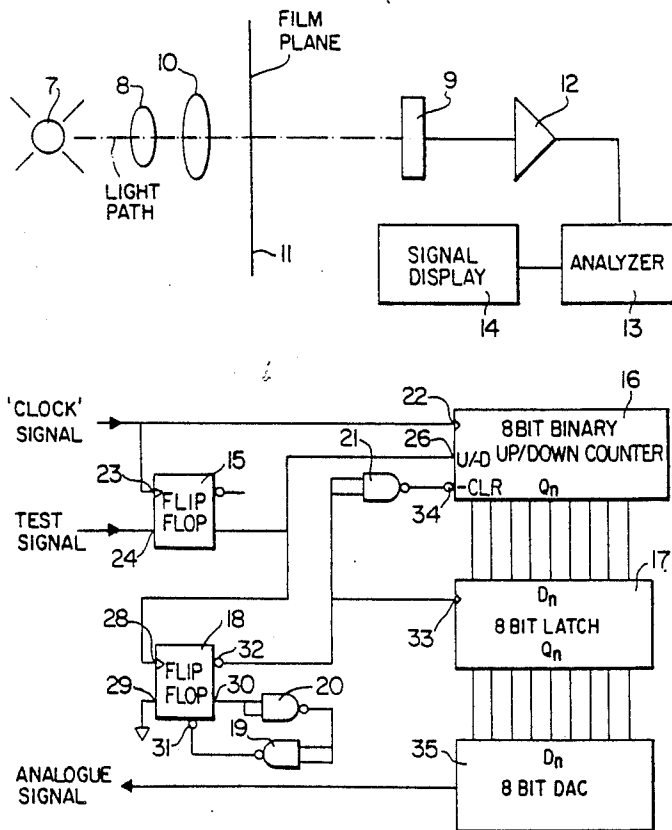 FILM
PLANE
7
8
10
9
12
LIGHT
PATH
11
SIGNAL
DISPLAY
14
ANALYZER
13
'CLOCK'
SIGNAL
22
16
8 BIT BINARY
UP/DOWN COUNTER
26
U/-D
21
-CLR
Qn
34
23
15
FLIP
FLOP
TEST
SIGNAL
24
17
Dn
8 BIT LATCH
Qn
33
18
28
32
FLIP
FLOP
29
30
20
31
19
35
Dn
8 BIT DAC
ANALOGUE
SIGNAL